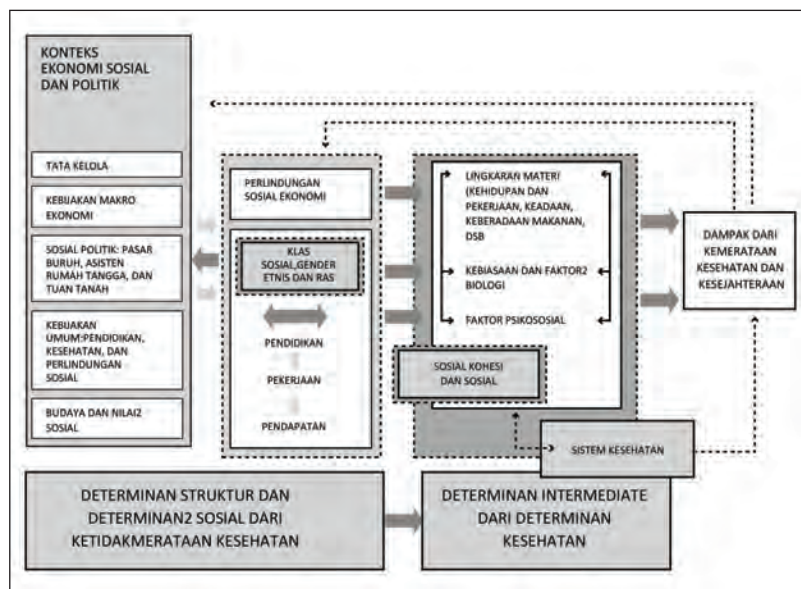 KONTEKS
EKONOMI SOSIAL
DAN POLITIK
TATA KELOLA
KEBIJAKAN MAKRO
EKONOMI
SOSIAL POLITIK: PASAR
BURUH, ASISTEN
RUMAH TANGGA, DAN
TUAN TANAH
KEBIJAKAN
UMUM:PENDIDIKAN,
KESEHATAN, DAN
PERLINDUNGAN
SOSIAL
BUDAYA DAN NILAI2
SOSIAL
PERLINDUNGAN
SOSIAL EKONOMI
KLAS
SOSIAL,GENDER
ETNIS DAN RAS
PENDIDIKAN
PEKERJAAN
PENDAPATAN
LINGKARAN MATERI
(KEHIDUPAN DAN
PEKERJAAN, KEADAAN,
KEBERADAAN MAKANAN,
DSB
KEBIASAAN DAN FAKTOR2
BIOLOGI
FAKTOR PSIKOSOSIAL
SOSIAL KOHESI
DAN SOSIAL
SISTEM KESEHATAN
DAMPAK DARI
KEMERATAAN
KESEHATAN DAN
KESEJAHTERAAN
DETERMINAN STRUKTUR DAN
DETERMINAN2 SOSIAL DARI
KETIDAKMERATAAN KESEHATAN
DETERMINAN INTERMEDIATE
DARI DETERMINAN
KESEHATAN